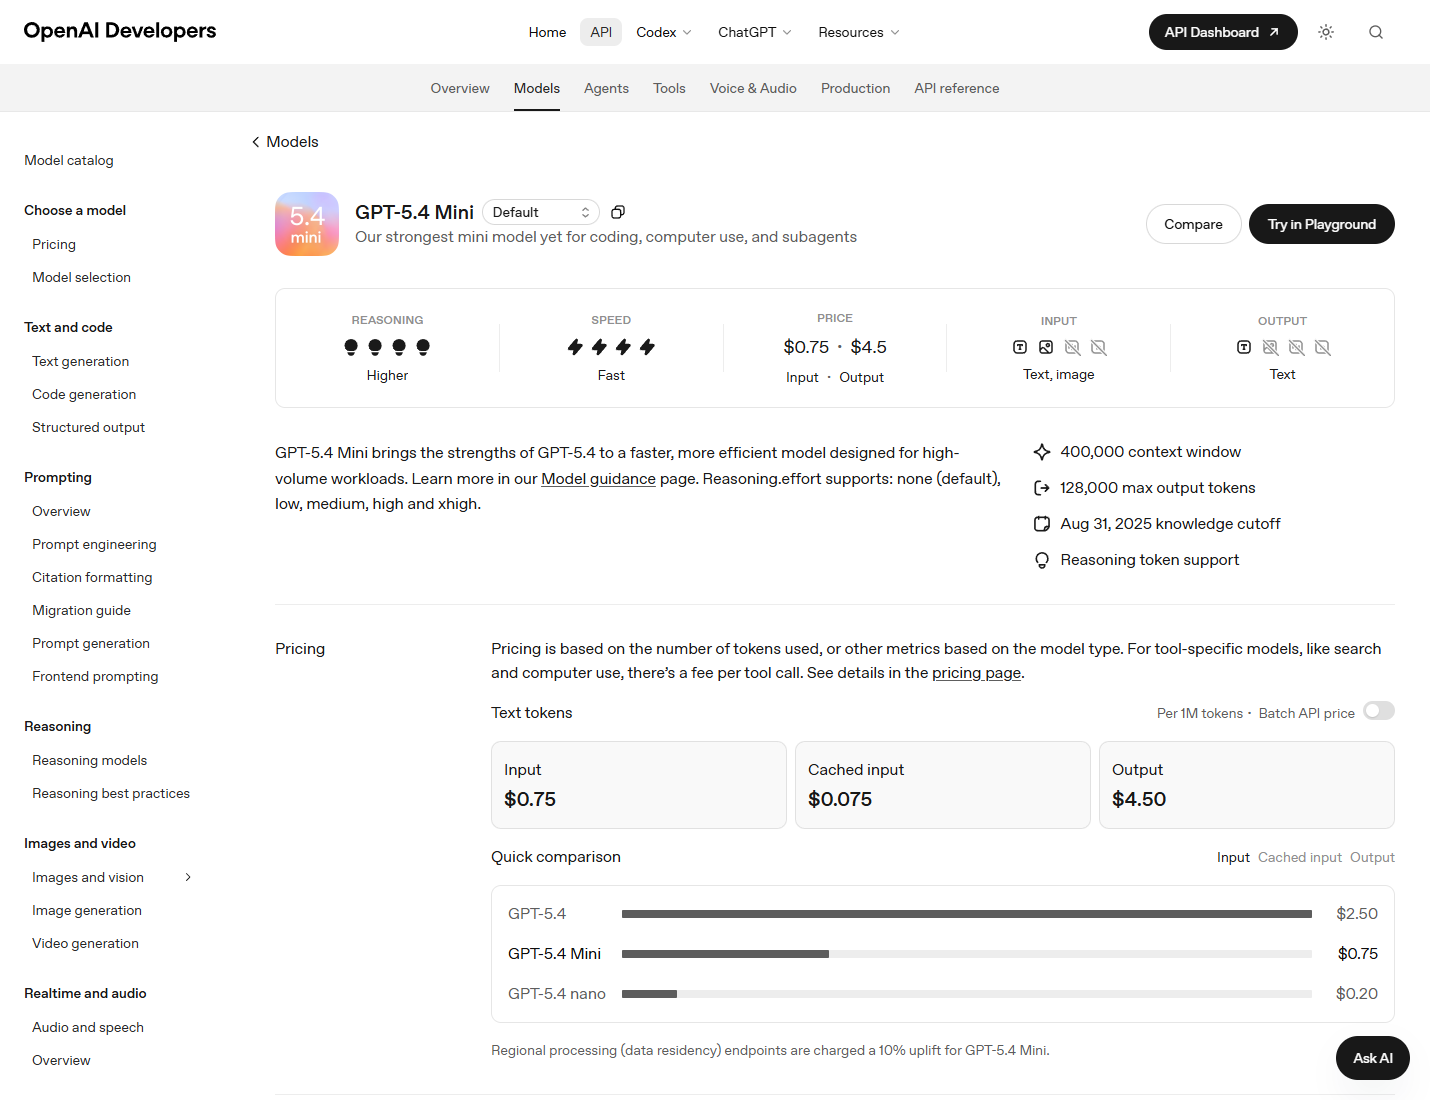 OpenAI Developers
Home
API
Codex
ChatGPT
Resources
API Dashboard
Overview
Models
Agents
Tools
Voice & Audio
Production
API reference
Model catalog
Choose a model
Pricing
Model selection
Text and code
Text generation
Code generation
Structured output
Prompting
Overview
Prompt engineering
Citation formatting
Migration guide
Prompt generation
Frontend prompting
Reasoning
Reasoning models
Reasoning best practices
Images and video
Images and vision
Image generation
Video generation
Realtime and audio
Audio and speech
Overview
Models
5.4
mini
GPT-5.4 Mini
Default
Our strongest mini model yet for coding, computer use, and subagents
Compare
Try in Playground
REASONING
Higher
SPEED
Fast
PRICE
$0.75 · $4.5
Input · Output
INPUT
Text, image
OUTPUT
Text
GPT-5.4 Mini brings the strengths of GPT-5.4 to a faster, more efficient model designed for high-
volume workloads. Learn more in our Model guidance page. Reasoning.effort supports: none (default),
low, medium, high and xhigh.
400,000 context window
128,000 max output tokens
Aug 31, 2025 knowledge cutoff
Reasoning token support
Pricing
Pricing is based on the number of tokens used, or other metrics based on the model type. For tool-specific models, like search
and computer use, there's a fee per tool call. See details in the pricing page.
Text tokens
Per 1M tokens · Batch API price
Input
$0.75
Cached input
$0.075
Output
$4.50
Quick comparison
Input Cached input Output
GPT-5.4 $2.50
GPT-5.4 Mini $0.75
GPT-5.4 nano $0.20
Regional processing (data residency) endpoints are charged a 10% uplift for GPT-5.4 Mini.
Ask AI